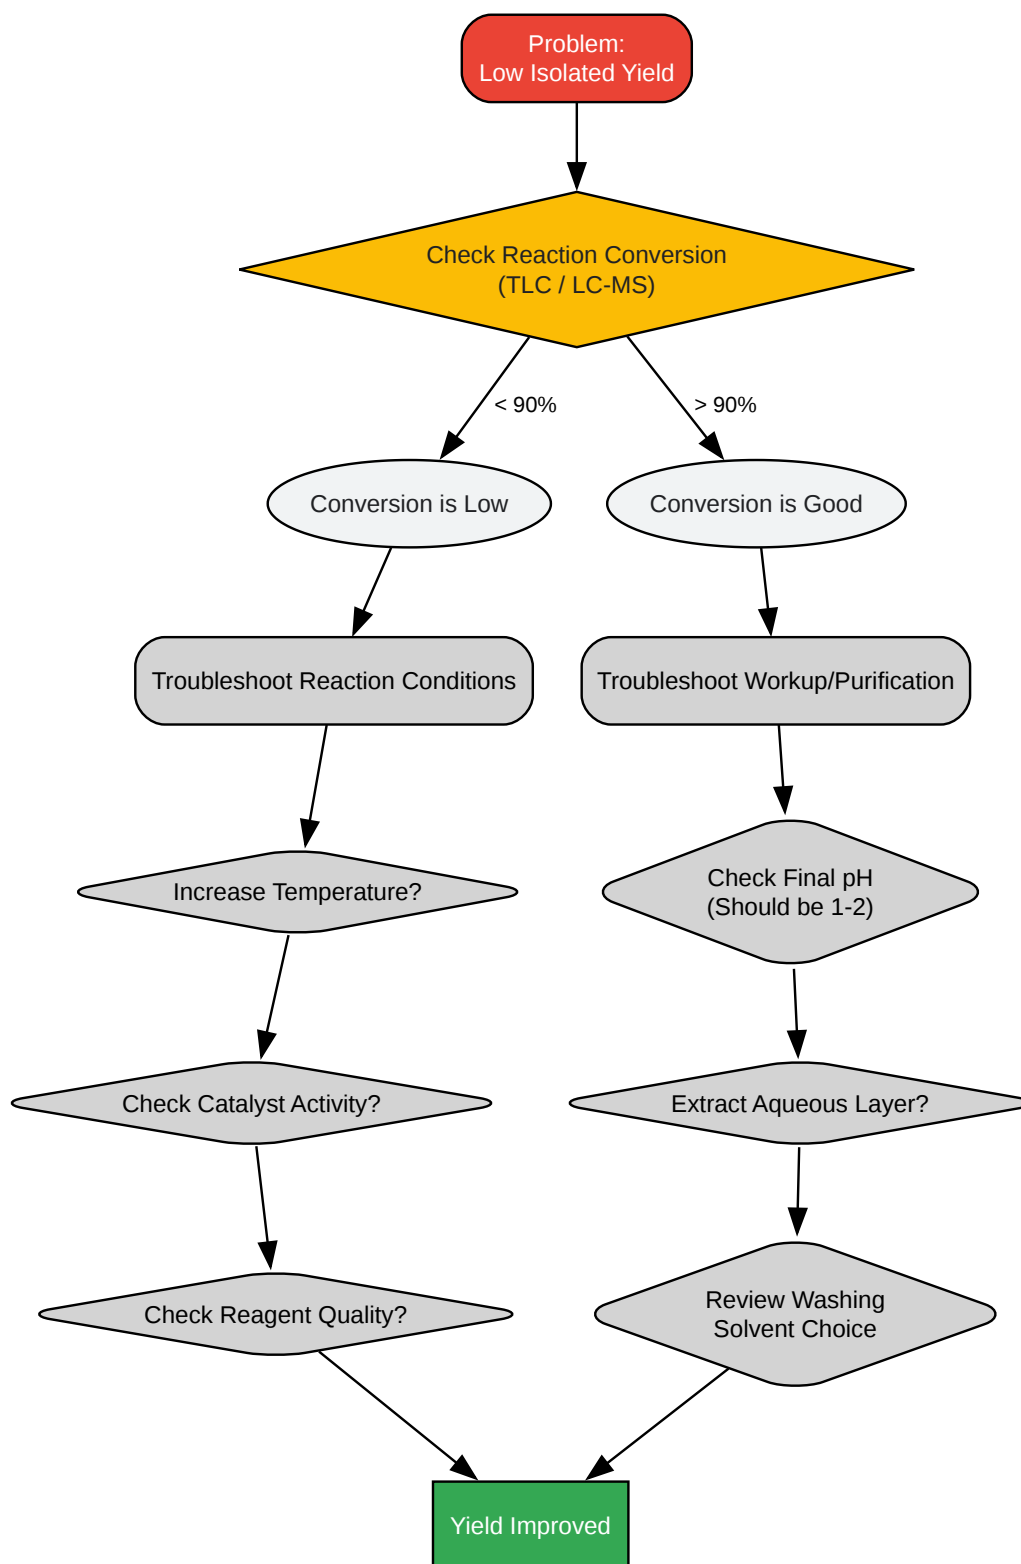 Problem:
Low Isolated Yield
Check Reaction Conversion
(TLC / LC-MS)
< 90%
> 90%
Conversion is Low
Conversion is Good
Troubleshoot Reaction Conditions
Troubleshoot Workup/Purification
Increase Temperature?
Check Final pH
(Should be 1-2)
Check Catalyst Activity?
Extract Aqueous Layer?
Check Reagent Quality?
Review Washing
Solvent Choice
Yield Improved